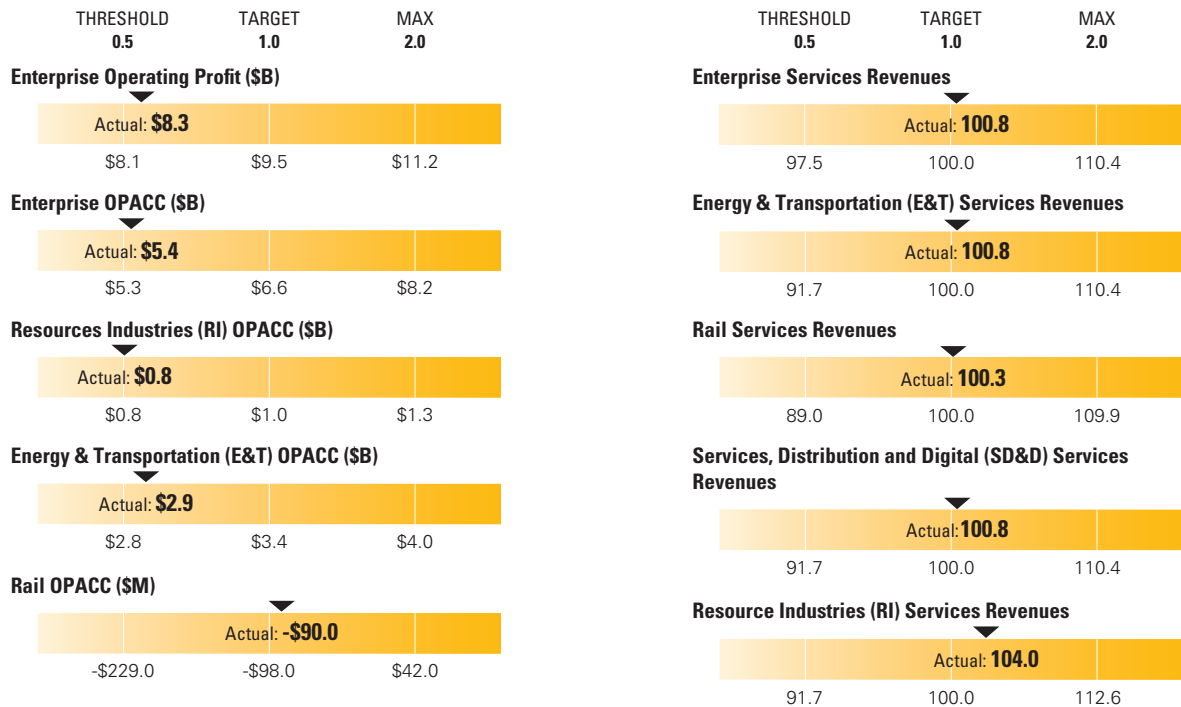 THRESHOLD TARGET MAX
0.5 1.0 2.0
Enterprise Operating Profit ($B)
Actual: $8.3
$8.1 $9.5 $11.2
Enterprise OPACC ($B)
Actual: $5.4
$5.3 $6.6 $8.2
Resources Industries (RI) OPACC ($B)
Actual: $0.8
$0.8 $1.0 $1.3
Energy & Transportation (E&T) OPACC ($B)
Actual: $2.9
$2.8 $3.4 $4.0
Rail OPACC ($M)
Actual: -$90.0
-$229.0 -$98.0 $42.0
THRESHOLD TARGET MAX
0.5 1.0 2.0
Enterprise Services Revenues
Actual: 100.8
97.5 100.0 110.4
Energy & Transportation (E&T) Services Revenues
Actual: 100.8
91.7 100.0 110.4
Rail Services Revenues
Actual: 100.3
89.0 100.0 109.9
Services, Distribution and Digital (SD&D) Services
Revenues
Actual: 100.8
91.7 100.0 110.4
Resource Industries (RI) Services Revenues
Actual: 104.0
91.7 100.0 112.6